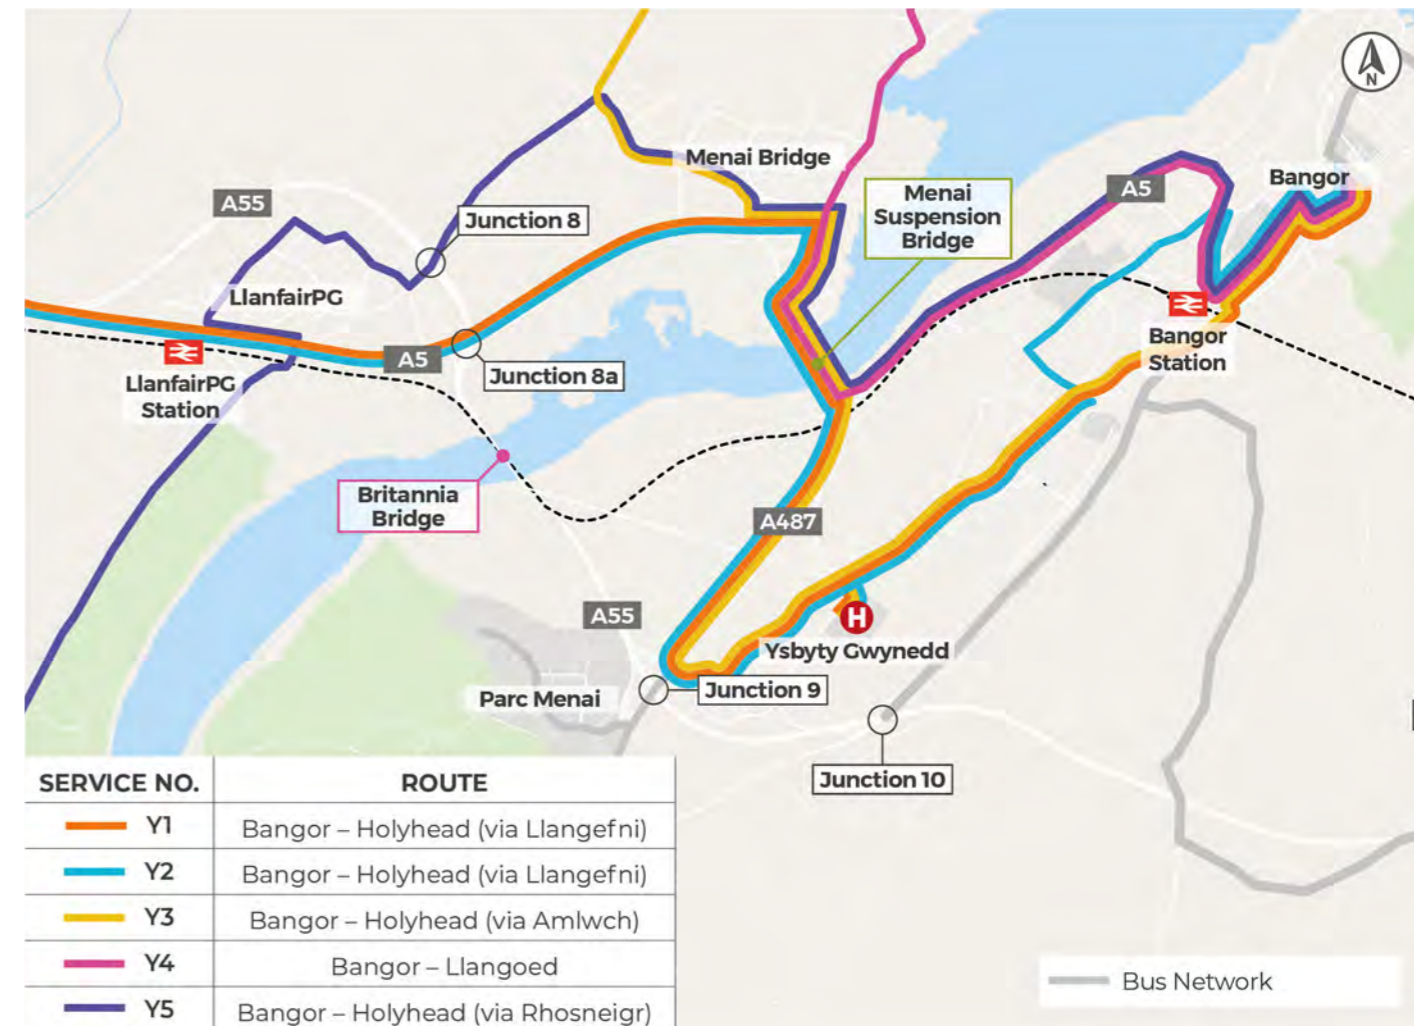 N
Menai Bridge
A55
Junction 8
Menai
Suspension
Bridge
A5
Bangor
LlanfairPG
A5
Junction 8a
Bangor
Station
LlanfairPG
Station
Britannia
Bridge
A487
A55
H
Ysbyty Gwynedd
Parc Menai
Junction 9
Junction 10
SERVICE NO. ROUTE
Y1 Bangor – Holyhead (via Llangefni)
Y2 Bangor – Holyhead (via Llangefni)
Y3 Bangor – Holyhead (via Amlwch)
Y4 Bangor – Llangoed
Y5 Bangor – Holyhead (via Rhosneigr)
Bus Network